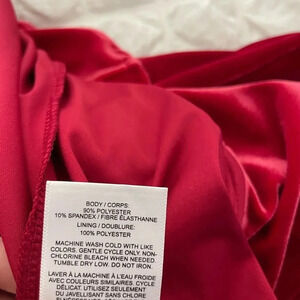 BODY / CORPS:
90% POLYESTER
10% SPANDEX / FIBRE ÉLASTHANNE
LINING / DOUBLURE:
100% POLYESTER
MACHINE WASH COLD WITH LIKE
COLORS. GENTLE CYCLE ONLY. NON-
CHLORINE BLEACH WHEN NEEDED.
TUMBLE DRY LOW. DO NOT IRON.
LAVER À LA MACHINE À L'EAU FROIDE
AVEC COULEURS SIMILAIRES. CYCLE
DÉLICAT. UTILISEZ SEULEMENT
DU JAVELLISANT SANS CHLORE